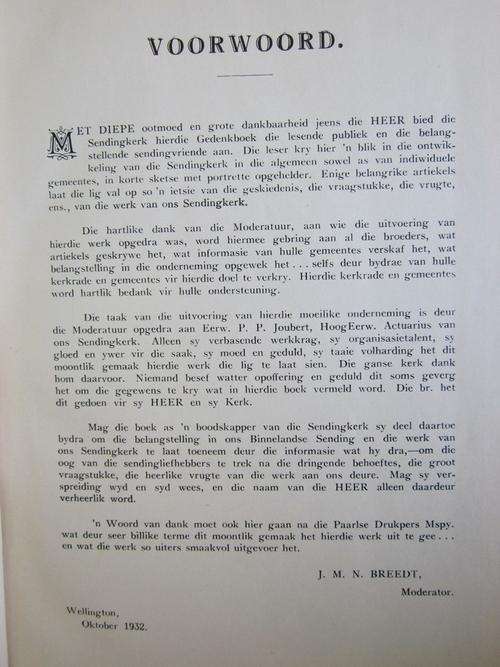 VOORWOORD.
MET DIEPE ootmoed en grote dankbaarheid jeens die HEER bied die
Sendingkerk hierdie Gedenkboek die lesende publiek en die belang-
stellende sendingvriende aan. Die leser kry hier 'n blik in die ontwik-
keling van die Sendingkerk in die algemeen sowel as van individuele
gemeentes, in korte sketse met portrette opgehelder. Enige belangrike artiekels
laat die lig val op so 'n ietsie van die geskiedenis, die vraagstukke, die vrugte,
ens., van die werk van ons Sendingkerk.
Die hartlike dank van die Moderatuur, aan wie die uitvoering van
hierdie werk opgedra was, word hiermee gebring aan al die broeders, wat
artiekels geskrywe het, wat informasie van hulle gemeentes verskaf het, wat
belangstelling in die onderneming opgewek het . . . selfs deur bydrae van hulle
kerkrade en gemeentes vir hierdie doel te verkry. Hierdie kerkrade en gemeentes
word hartlik bedank vir hulle ondersteuning.
Die taak van die uitvoering van hierdie moeilike onderneming is deur
die Moderatuur opgedra aan Eerw. P. P. Joubert, HoogEerw. Actuarius van
ons Sendingkerk. Alleen sy verbasende werkkrag, sy organisasietalent, sy
gloed en ywer vir die saak, sy moed en geduld, sy taaie volharding het dit
moontlik gemaak hierdie werk die lig te laat sien. Die ganse kerk dank
hom daarvoor. Niemand besef watter opoffering en geduld dit soms geverg
het om die gegewens te kry wat in hierdie boek vermeld word. Die br. het
dit gedoen vir sy HEER en sy Kerk.
Mag die boek as 'n boodskapper van die Sendingkerk sy deel daartoe
bydra om die belangstelling in ons Binnelandse Sending en die werk van
ons Sendingkerk te laat toeneem deur die informasie wat hy dra,—om die
oog van die sendingliefhebbers te trek na die dringende behoeftes, die groot
vraagstukke, die heerlike vrugte van die werk aan ons deure. Mag sy ver-
spreiding wyd en syd wees, en die naam van die HEER alleen daardeur
verheerlik word.
'n Woord van dank moet ook hier gaan na die Paarlse Drukpers Mspy.
wat deur seer billike terme dit moontlik gemaak het hierdie werk uit te gee . . .
en wat die werk so uiters smaakvol uitgevoer het.
J. M. N. BREEDT,
Moderator.
Wellington,
Oktober 1932.